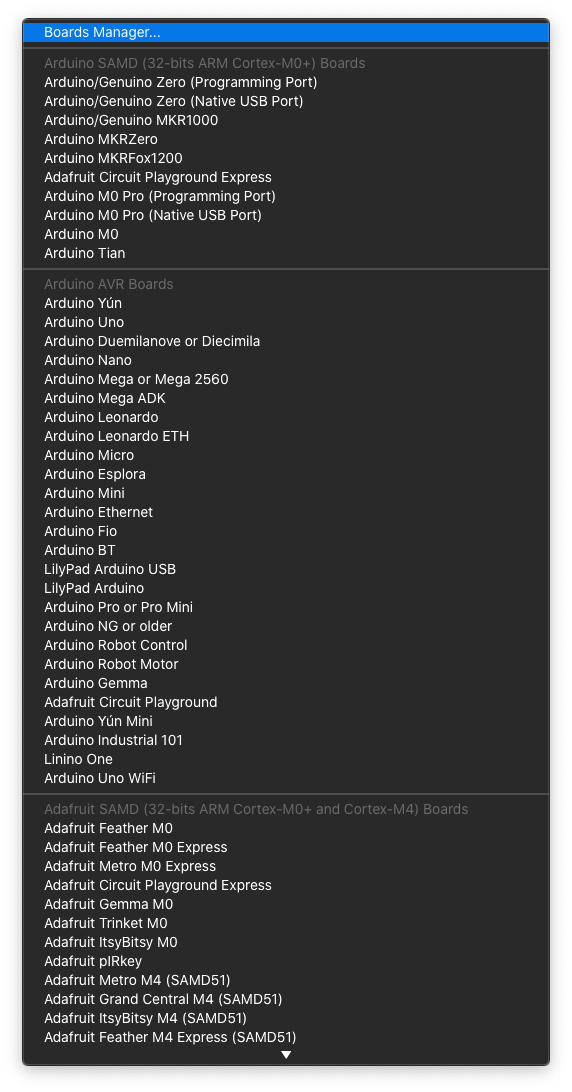 Boards Manager...
Arduino SAMD (32-bits ARM Cortex-M0+) Boards
Arduino/Genuino Zero (Programming Port)
Arduino/Genuino Zero (Native USB Port)
Arduino/Genuino MKR1000
Arduino MKRZero
Arduino MKRFox1200
Adafruit Circuit Playground Express
Arduino M0 Pro (Programming Port)
Arduino M0 Pro (Native USB Port)
Arduino M0
Arduino Tian
Arduino AVR Boards
Arduino Yún
Arduino Uno
Arduino Duemilanove or Diecimila
Arduino Nano
Arduino Mega or Mega 2560
Arduino Mega ADK
Arduino Leonardo
Arduino Leonardo ETH
Arduino Micro
Arduino Esplora
Arduino Mini
Arduino Ethernet
Arduino Fio
Arduino BT
LilyPad Arduino USB
LilyPad Arduino
Arduino Pro or Pro Mini
Arduino NG or older
Arduino Robot Control
Arduino Robot Motor
Arduino Gemma
Adafruit Circuit Playground
Arduino Yún Mini
Arduino Industrial 101
Linino One
Arduino Uno WiFi
Adafruit SAMD (32-bits ARM Cortex-M0+ and Cortex-M4) Boards
Adafruit Feather M0
Adafruit Feather M0 Express
Adafruit Metro M0 Express
Adafruit Circuit Playground Express
Adafruit Gemma M0
Adafruit Trinket M0
Adafruit ItsyBitsy M0
Adafruit pIRkey
Adafruit Metro M4 (SAMD51)
Adafruit Grand Central M4 (SAMD51)
Adafruit ItsyBitsy M4 (SAMD51)
Adafruit Feather M4 Express (SAMD51)